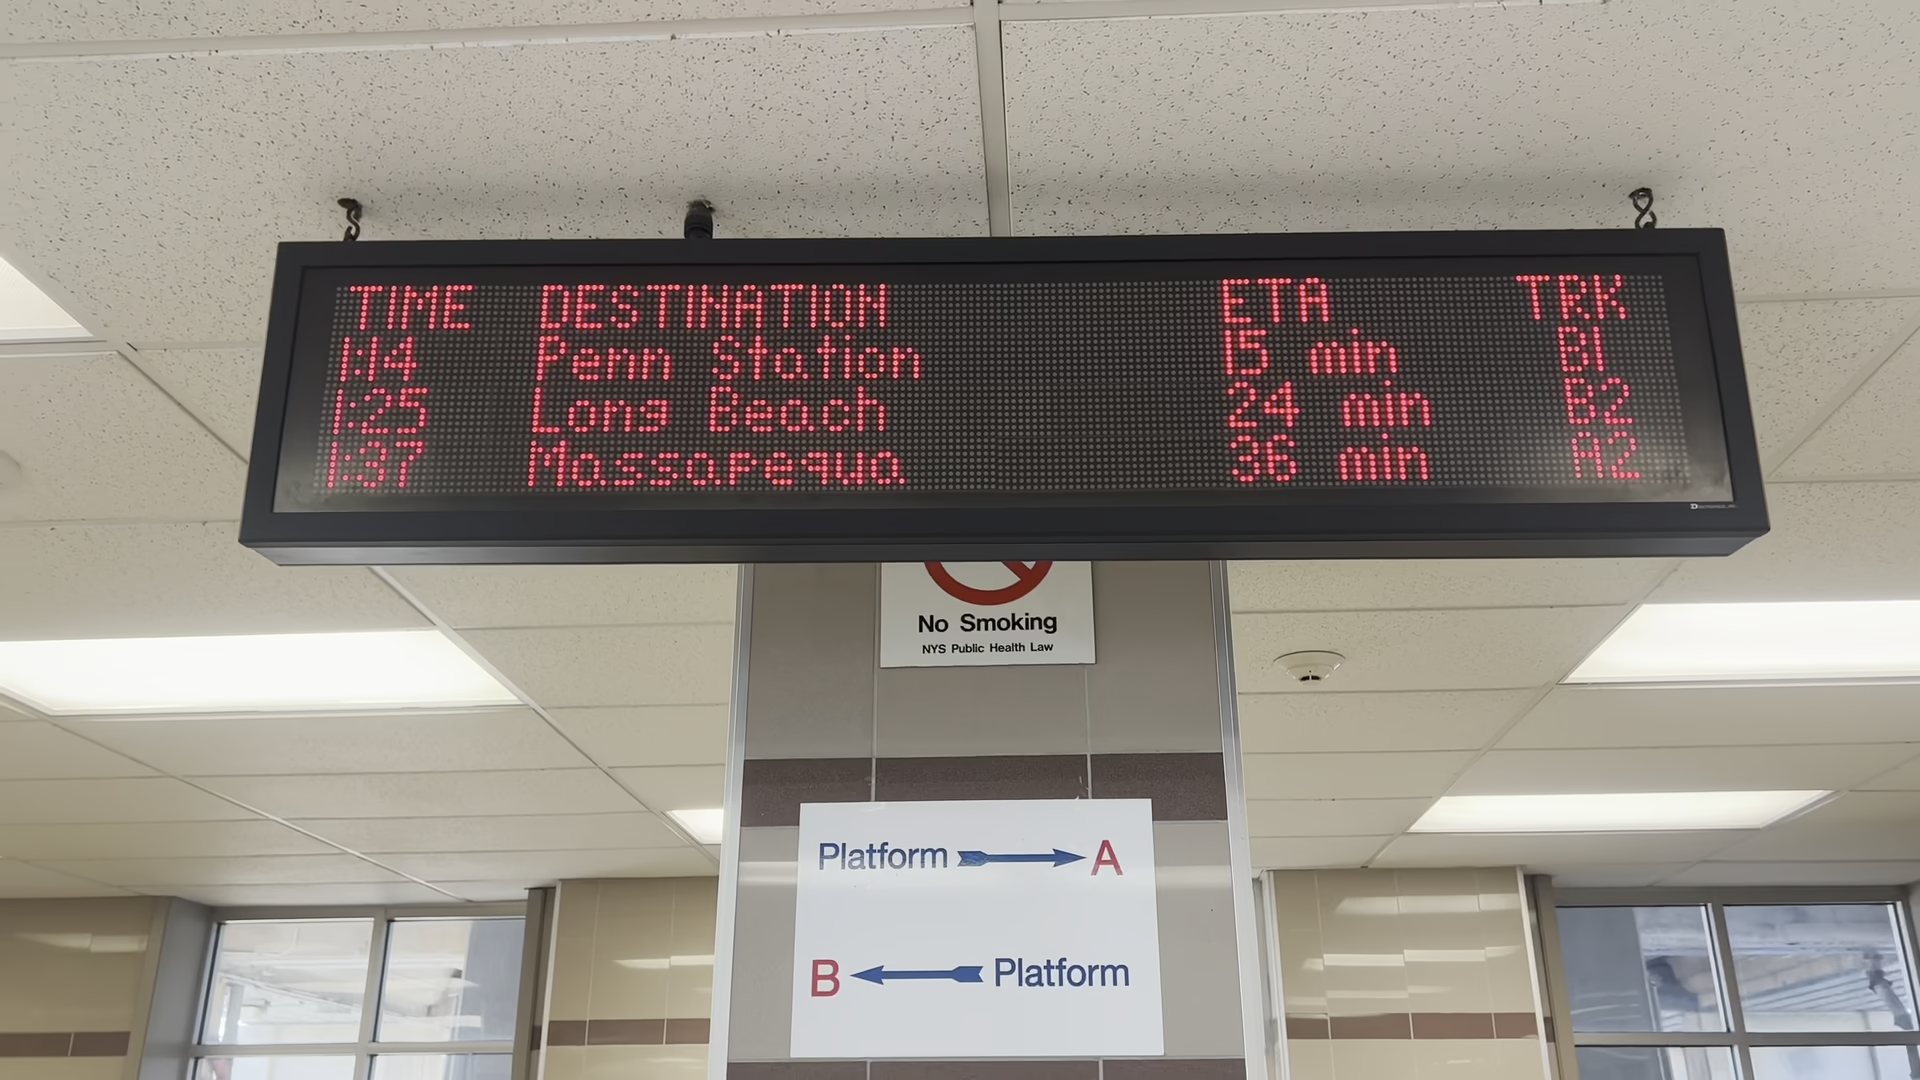 TIME DESTINATION ETA TRK
1:14 Penn Station 15 min B1
1:25 Long Beach 24 min B2
1:37 Massapequa 36 min A2
No Smoking
NYS Public Health Law
Platform A
B Platform